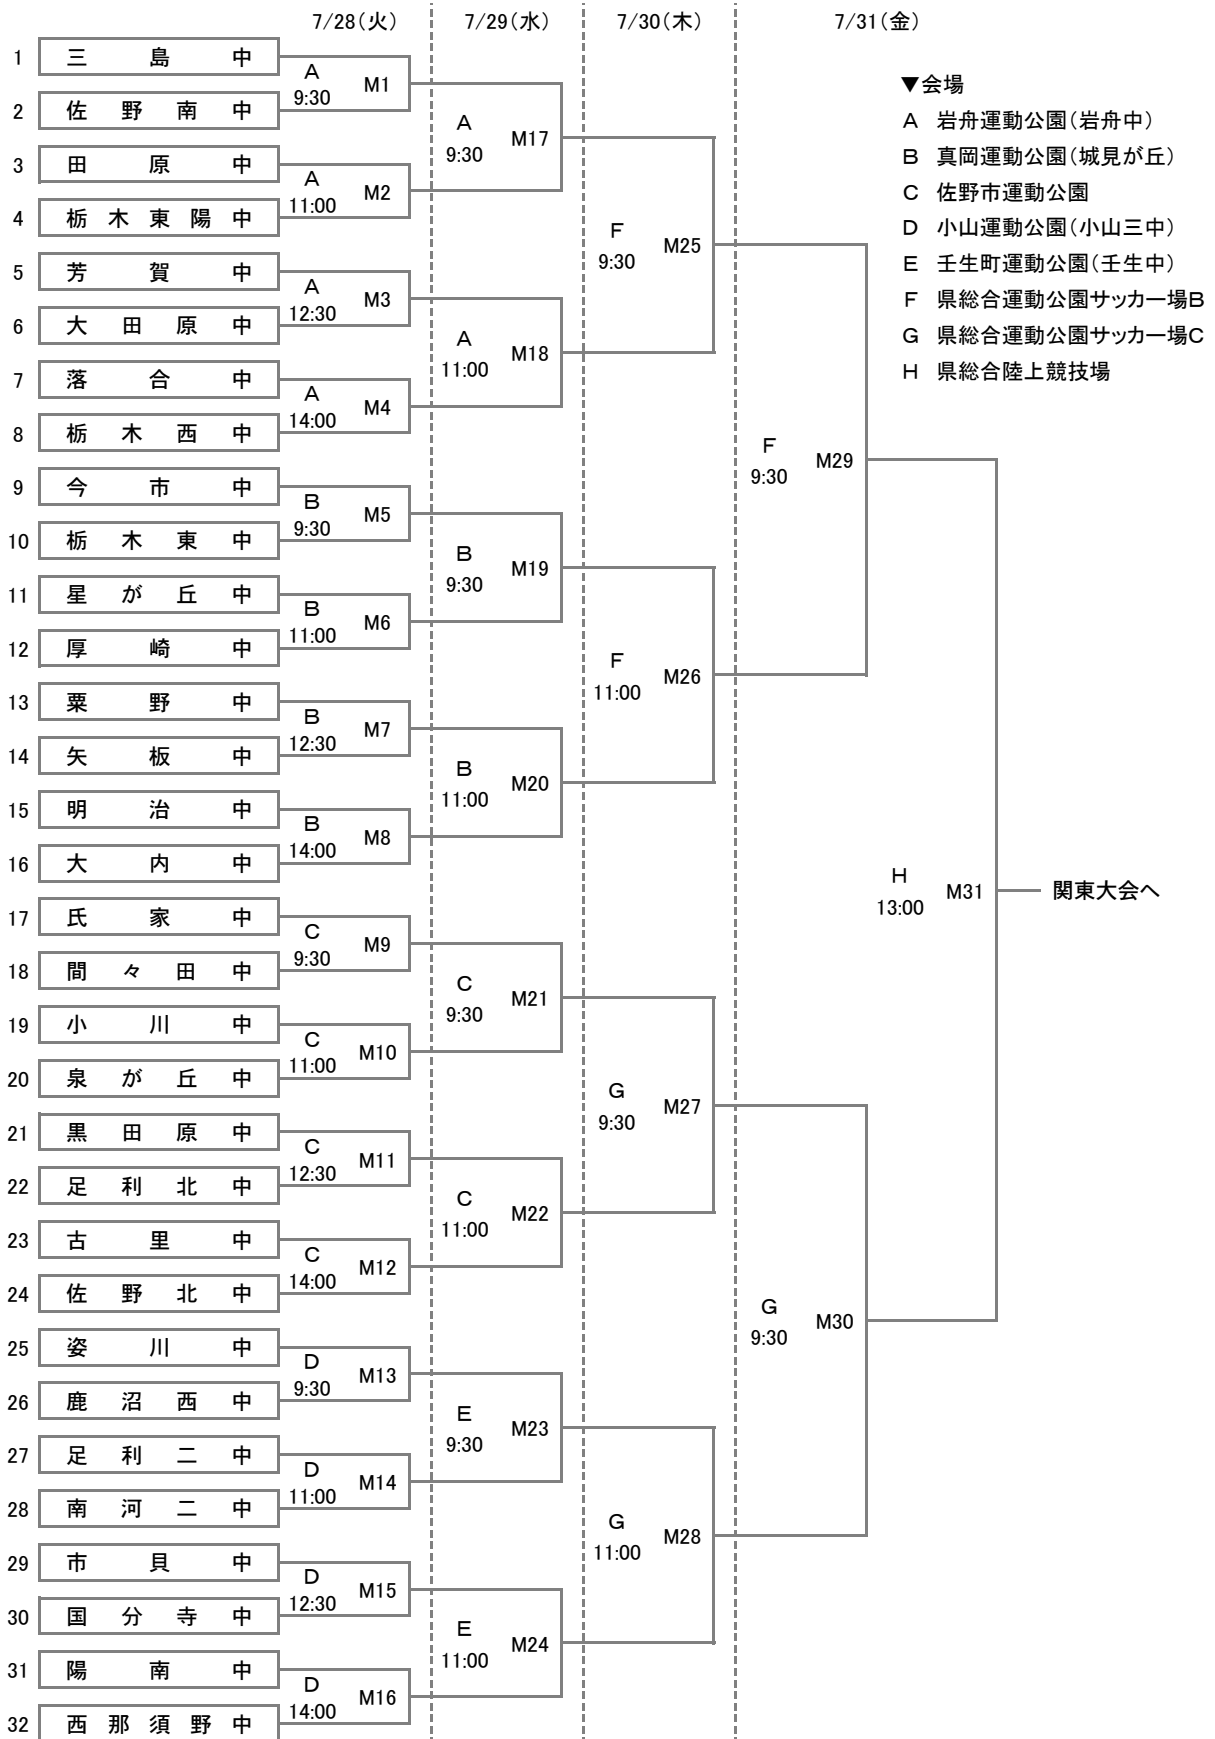 7/28(火)
7/29(水)
7/30(木)
7/31(金)
▼会場
A 岩舟運動公園(岩舟中)
B 真岡運動公園(城見が丘)
C 佐野市運動公園
D 小山運動公園(小山三中)
E 壬生町運動公園(壬生中)
F 県総合運動公園サッカー場B
G 県総合運動公園サッカー場C
H 県総合陸上競技場
1 三島中
2 佐野南中
3 田原中
4 栃木東陽中
5 芳賀中
6 大田原中
7 落合中
8 栃木西中
9 今市中
10 栃木東中
11 星が丘中
12 厚崎中
13 粟野中
14 矢板中
15 明治中
16 大内中
17 氏家中
18 間々田中
19 小川中
20 泉が丘中
21 黒田原中
22 足利北中
23 古里中
24 佐野北中
25 姿川中
26 鹿沼西中
27 足利二中
28 南河二中
29 市貝中
30 国分寺中
31 陽南中
32 西那須野中
A 9:30 M1
A 11:00 M2
A 12:30 M3
A 14:00 M4
B 9:30 M5
B 11:00 M6
B 12:30 M7
B 14:00 M8
C 9:30 M9
C 11:00 M10
C 12:30 M11
C 14:00 M12
D 9:30 M13
D 11:00 M14
D 12:30 M15
D 14:00 M16
A 9:30 M17
A 11:00 M18
B 9:30 M19
B 11:00 M20
C 9:30 M21
C 11:00 M22
E 9:30 M23
E 11:00 M24
F 9:30 M25
F 11:00 M26
G 9:30 M27
G 11:00 M28
F 9:30 M29
G 9:30 M30
H 13:00 M31
関東大会へ